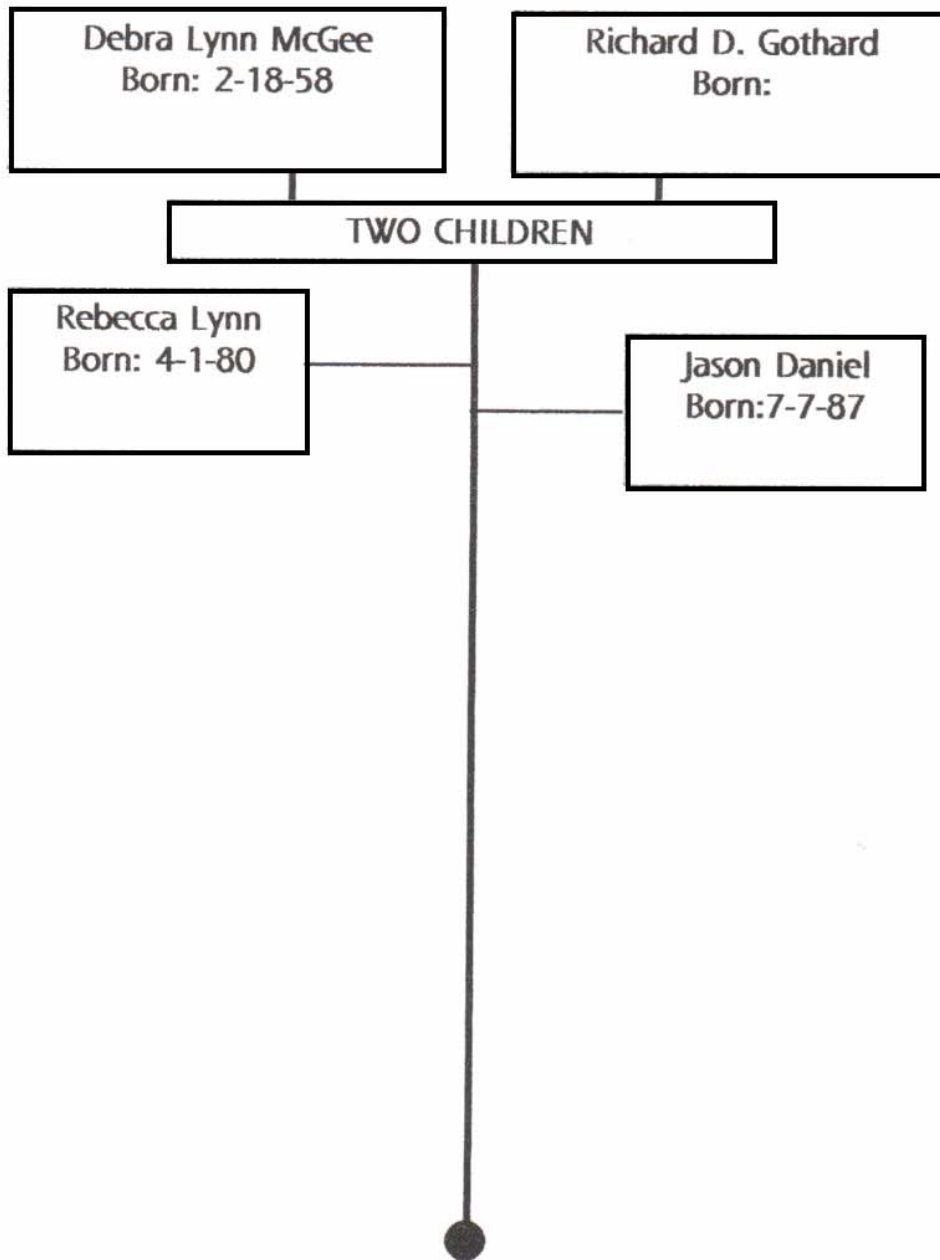 Debra Lynn McGee
Born: 2-18-58
Richard D. Gothard
Born:
TWO CHILDREN
Rebecca Lynn
Born: 4-1-80
Jason Daniel
Born:7-7-87